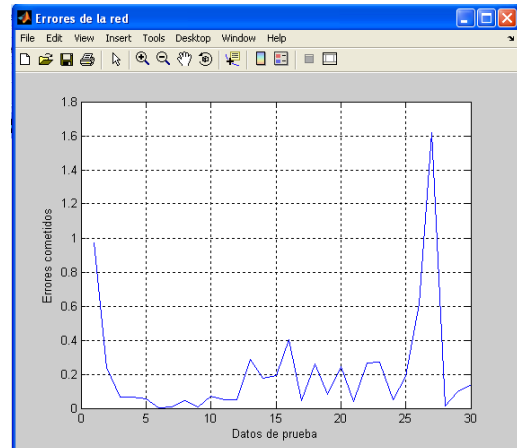 Errores de la red
File Edit View Insert Tools Desktop Window Help
1.8
1.6
1.4
1.2
1
0.8
0.6
0.4
0.2
0
Errores cometidos
0 5 10 15 20 25 30
Datos de prueba